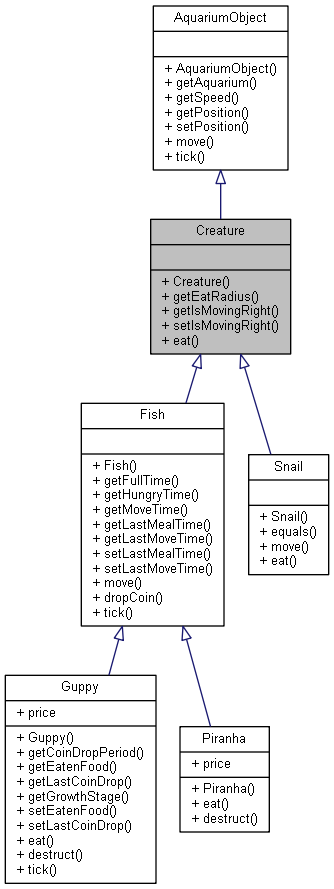 AquariumObject
+ AquariumObject()
+ getAquarium()
+ getSpeed()
+ getPosition()
+ setPosition()
+ move()
+ tick()
Creature
+ Creature()
+ getEatRadius()
+ getIsMovingRight()
+ setIsMovingRight()
+ eat()
Fish
+ Fish()
+ getFullTime()
+ getHungryTime()
+ getMoveTime()
+ getLastMealTime()
+ getLastMoveTime()
+ setLastMealTime()
+ setLastMoveTime()
+ move()
+ dropCoin()
+ tick()
Snail
+ Snail()
+ equals()
+ move()
+ eat()
Guppy
+ price
+ Guppy()
+ getCoinDropPeriod()
+ getEatenFood()
+ getLastCoinDrop()
+ getGrowthStage()
+ setEatenFood()
+ setLastCoinDrop()
+ eat()
+ destruct()
+ tick()
Piranha
+ price
+ Piranha()
+ eat()
+ destruct()